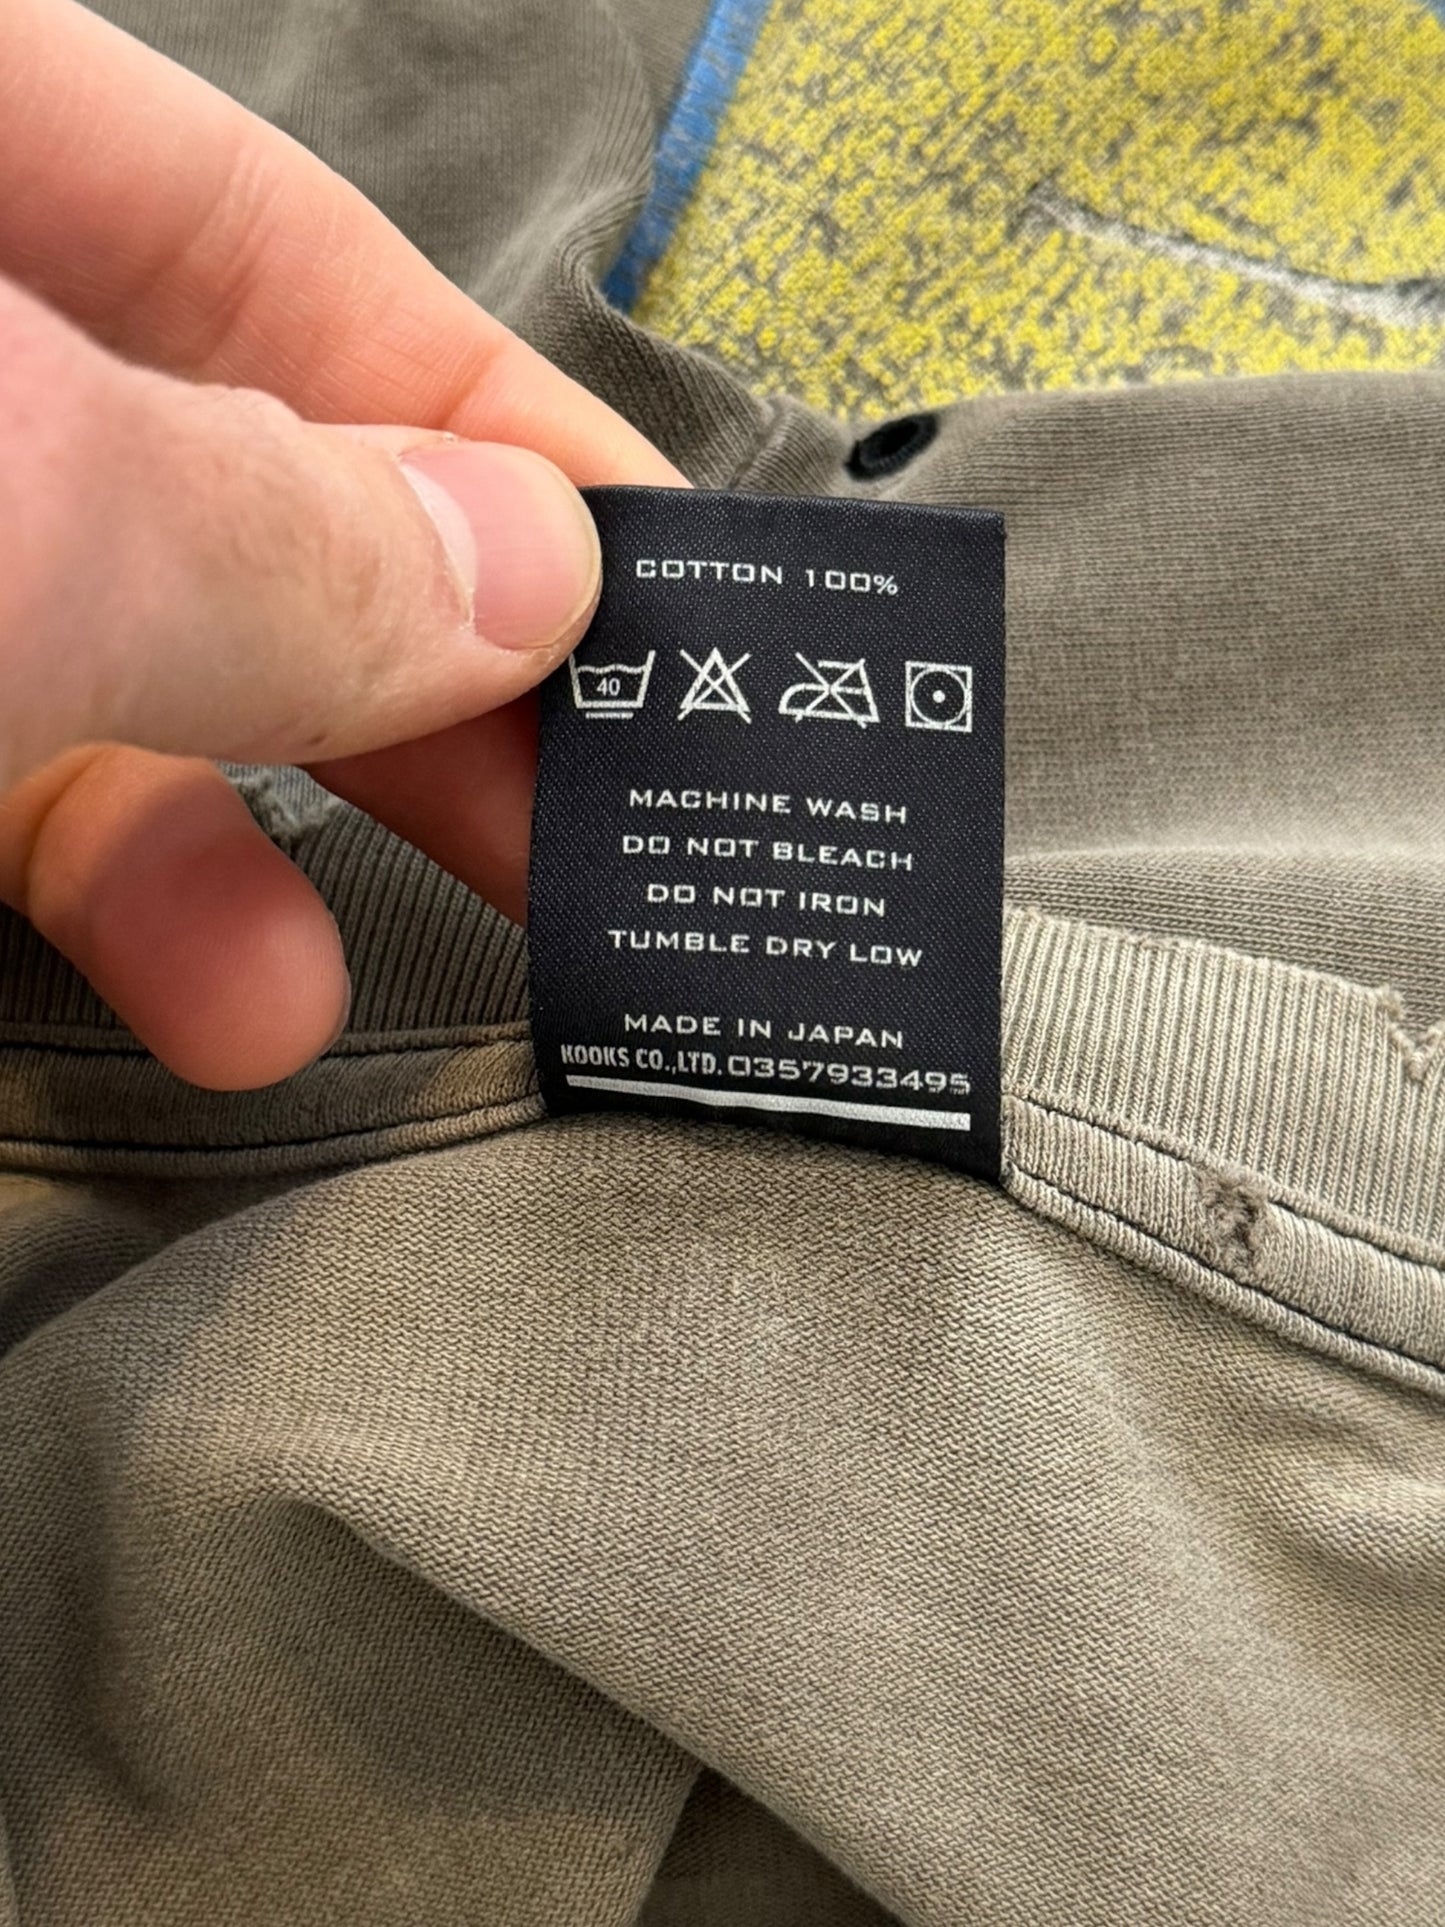 COTTON 100%
40
MACHINE WASH
DO NOT BLEACH
DO NOT IRON
TUMBLE DRY LOW
MADE IN JAPAN
KOOKS CO.,LTD. 0357933495